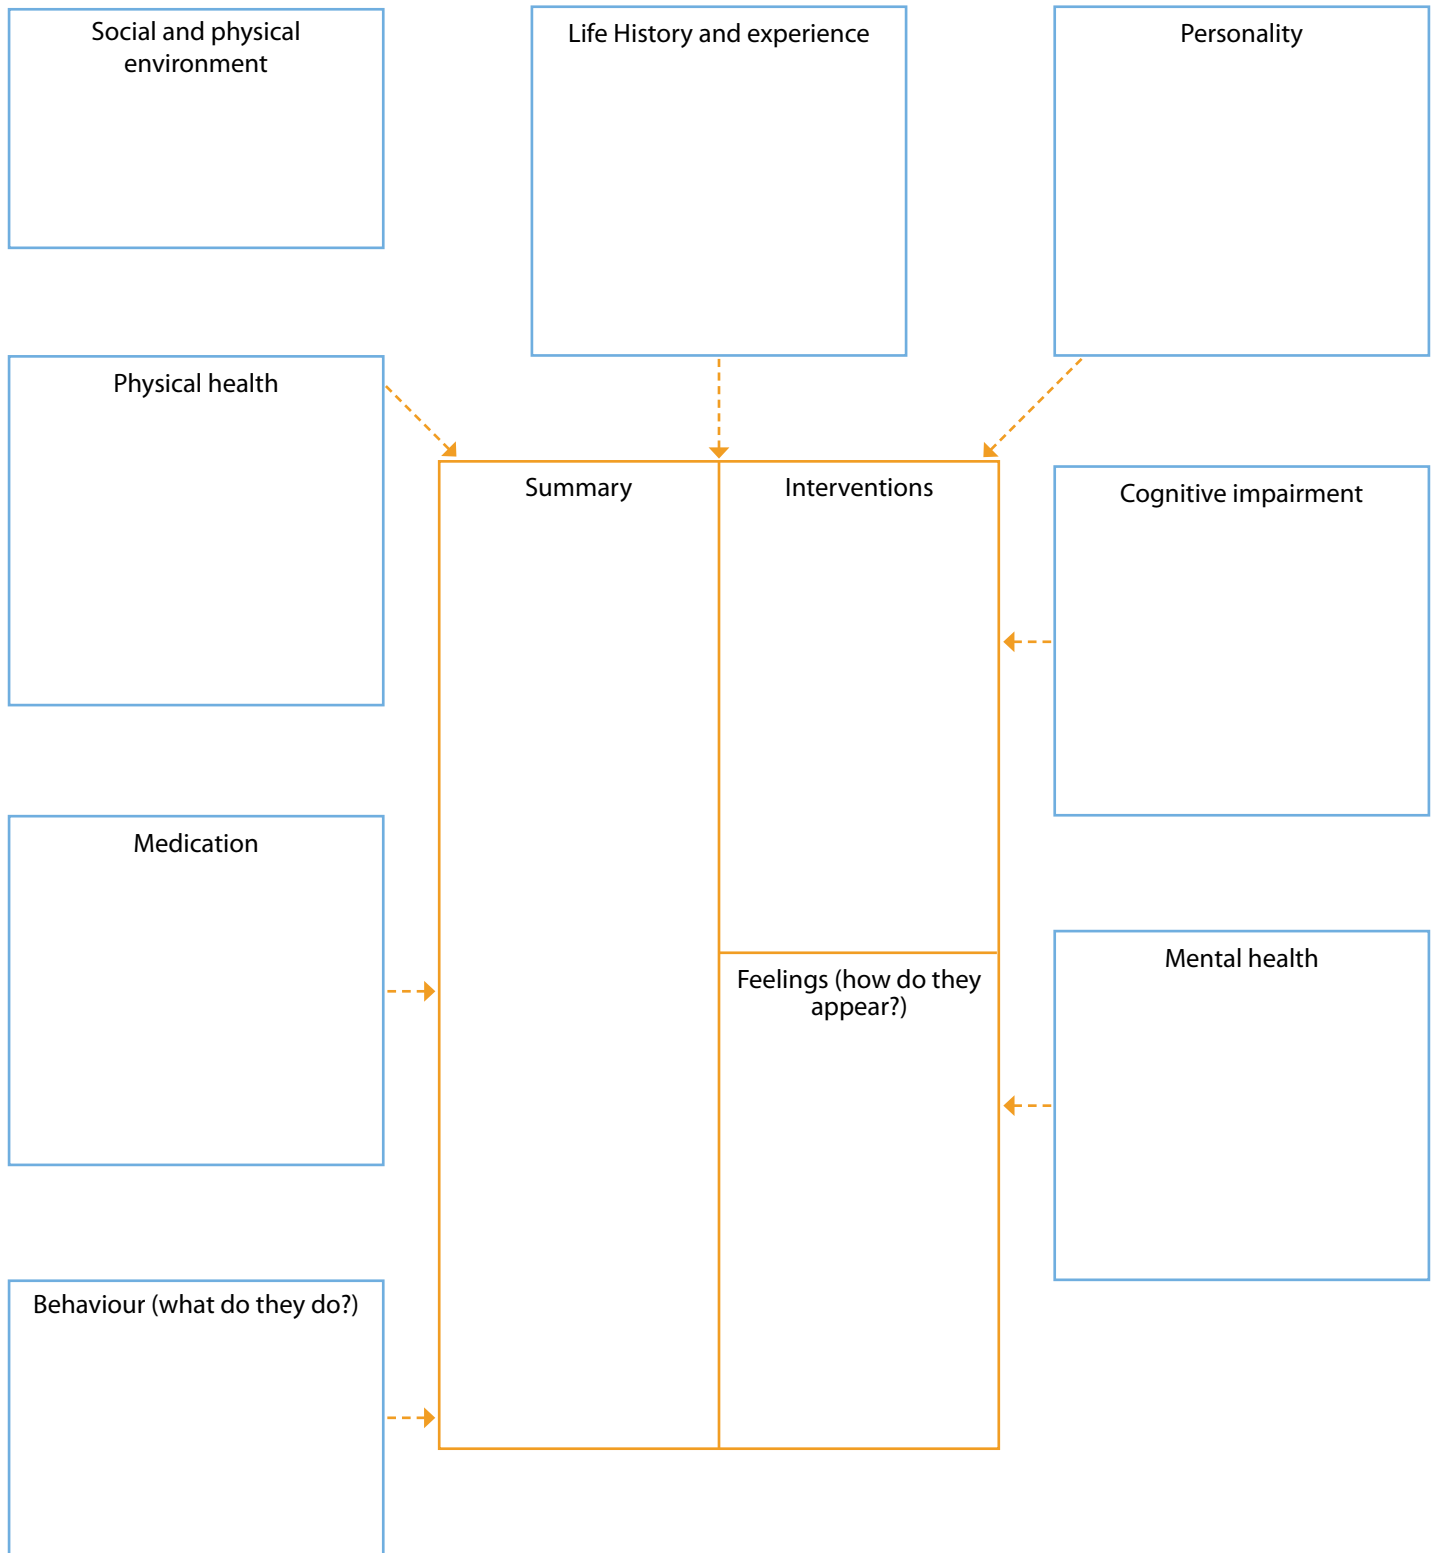 Social and physical
environment
Life History and experience
Personality
Physical health
Summary
Interventions
Cognitive impairment
Medication
Feelings (how do they
appear?)
Mental health
Behaviour (what do they do?)